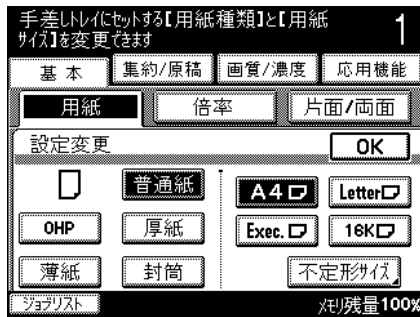 手差しトレイにセットする【用紙種類】と【用紙
サイズ】を変更できます
1
基本 集約/原稿 画質/濃度 応用機能
用紙 倍率 片面/両面
設定変更 OK
普通紙 A4 Letter
OHP 厚紙 Exec. 16K
薄紙 封筒 不定形サイズ
ジョブリスト メモリ残量100%